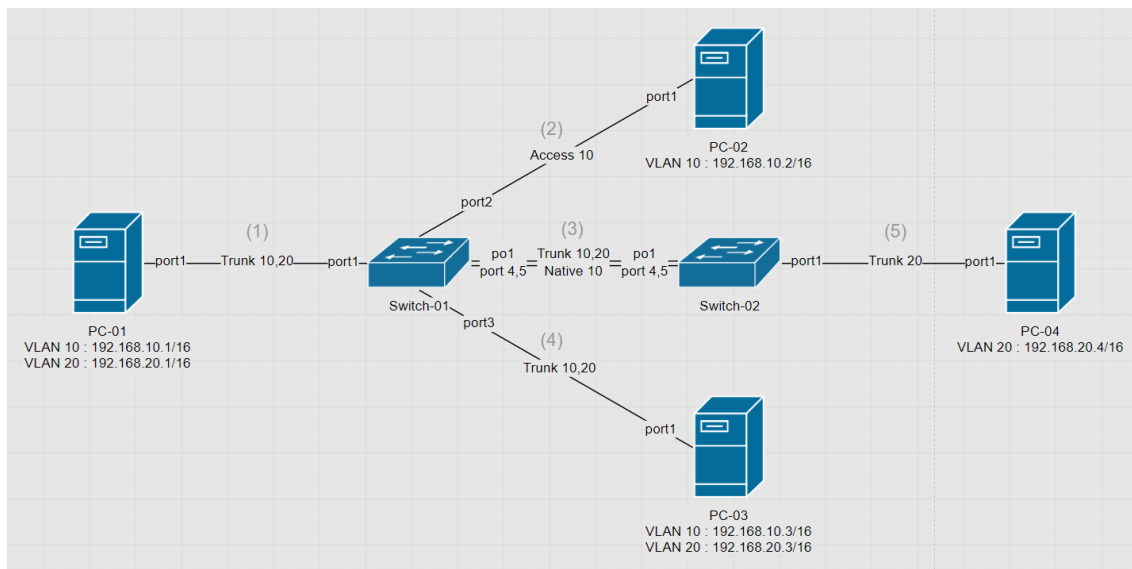 port1
(2)
Access 10
PC-02
VLAN 10 : 192.168.10.2/16
port2
(1)
(3)
(5)
port1
Trunk 10,20
port1
po1
port 4,5
Trunk 10,20
Native 10
po1
port 4,5
port1
Trunk 20
port1
Switch-01
Switch-02
PC-01
VLAN 10 : 192.168.10.1/16
VLAN 20 : 192.168.20.1/16
PC-04
VLAN 20 : 192.168.20.4/16
port3
(4)
Trunk 10,20
port1
PC-03
VLAN 10 : 192.168.10.3/16
VLAN 20 : 192.168.20.3/16